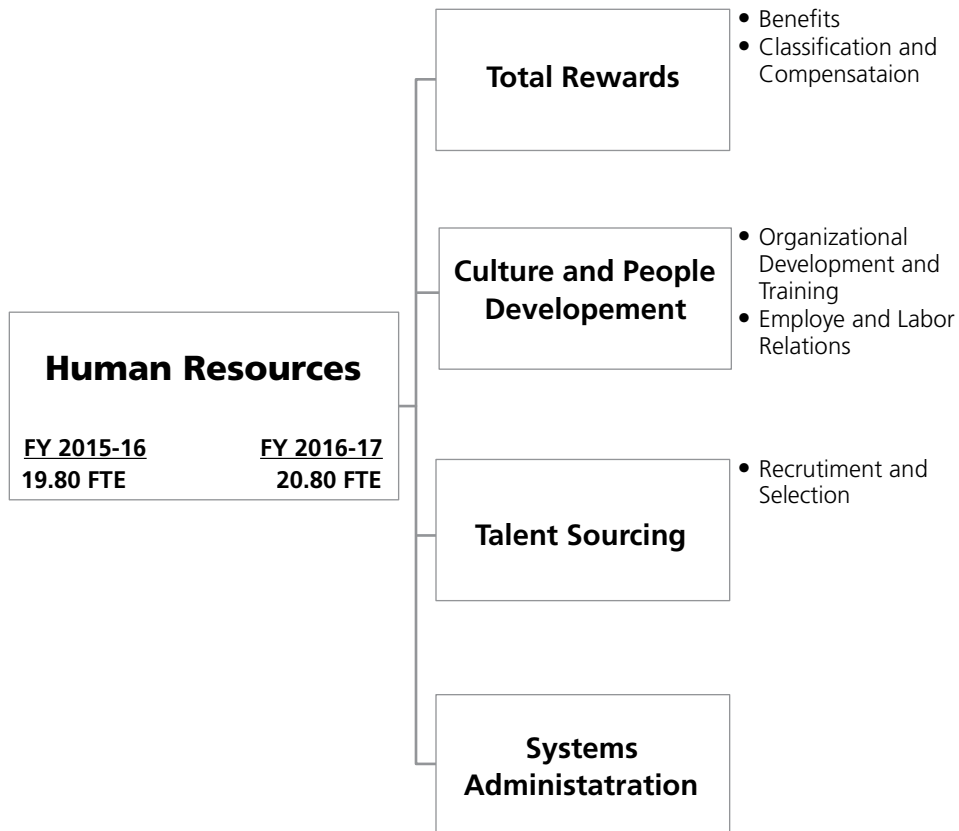 Human Resources
FY 2015-16 FY 2016-17
19.80 FTE 20.80 FTE
Total Rewards
• Benefits
• Classification and
Compensataion
Culture and People
Developement
• Organizational
Development and
Training
• Employe and Labor
Relations
Talent Sourcing
• Recrutiment and
Selection
Systems
Administatration